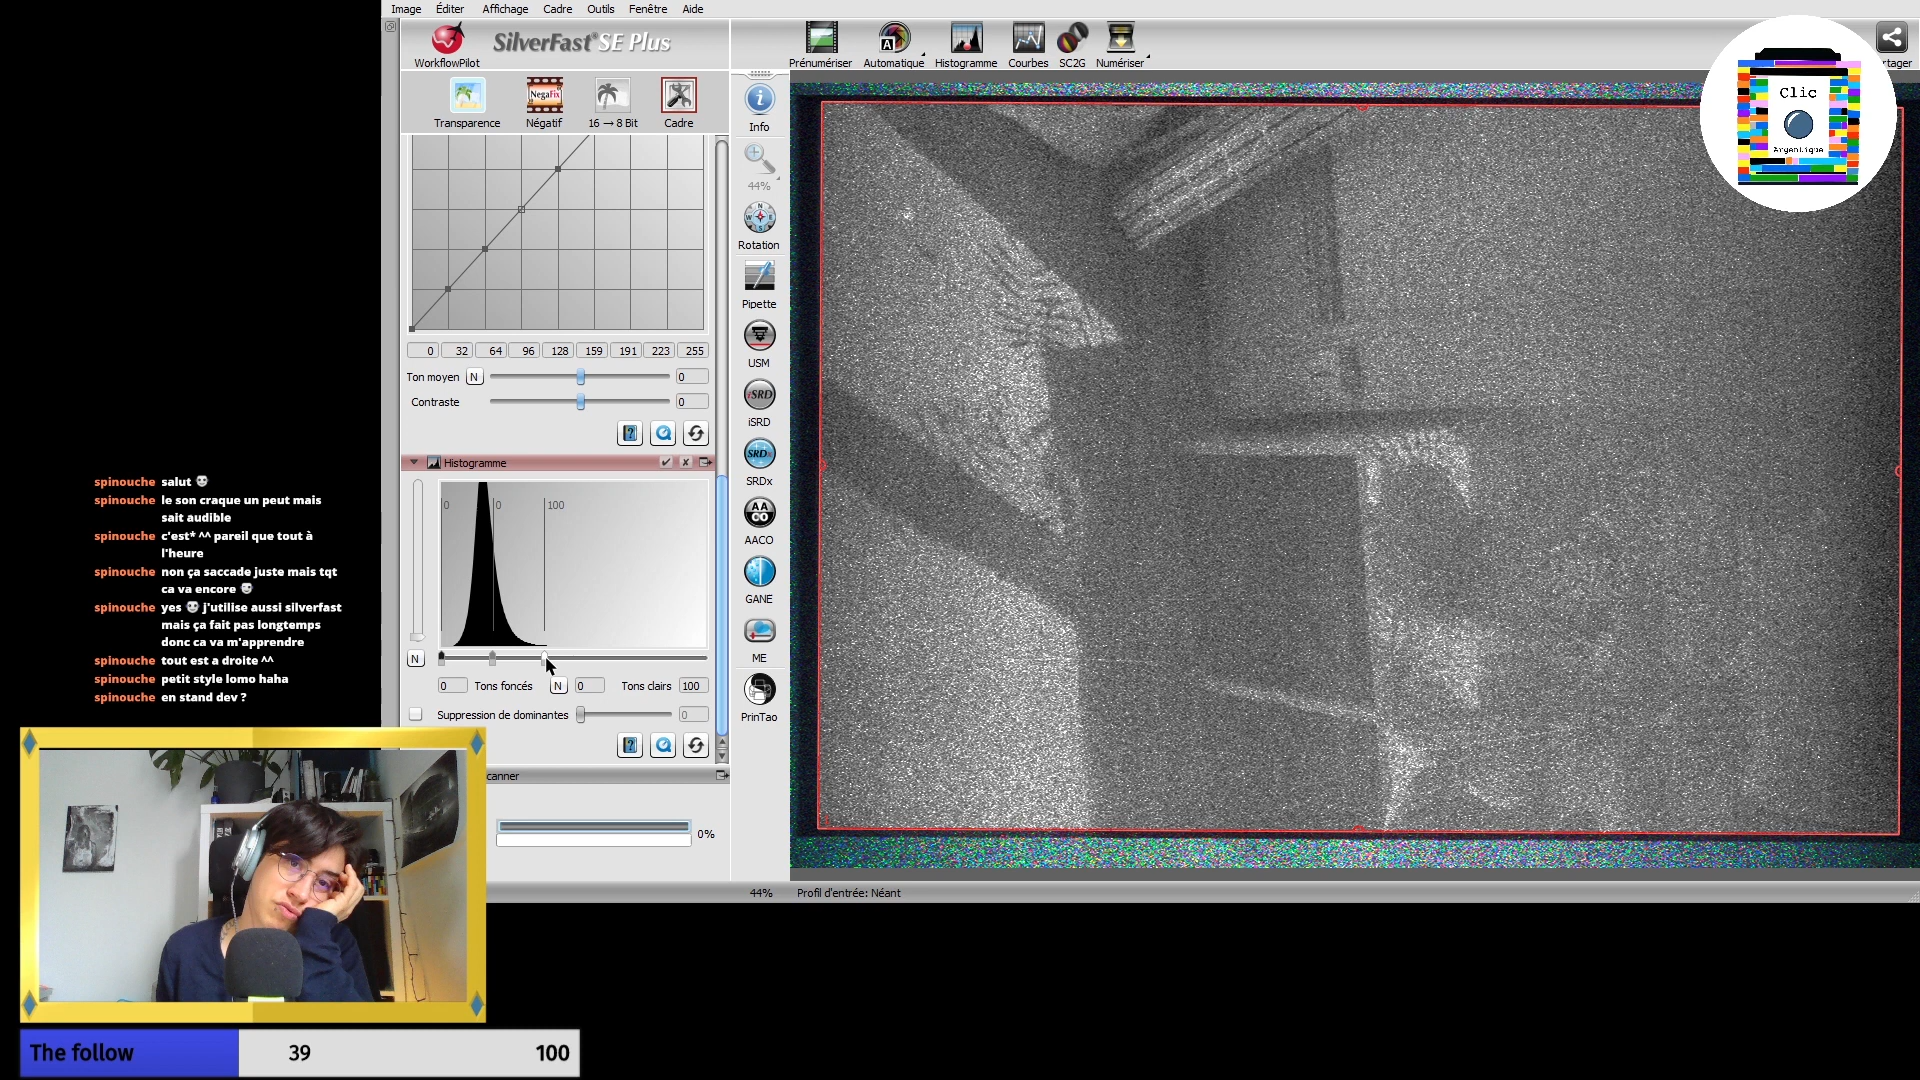 Image Éditer Affichage Cadre Outils Fenêtre Aide
WorkflowPilot
SilverFast® SE Plus
Prénumériser Automatique Histogramme Courbes SC2G Numériser
rtager
Transparence Négatif 16→8 Bit Cadre
NegaFix
Info
44%
Rotation
Pipette
USM
iSRD
iSRD
SRDx
SRDx
AACO
AACO
GANE
ME
PrinTao
0 32 64 96 128 159 191 223 255
Ton moyen N 0
Contraste 0
Histogramme
0 0 100
N
0 Tons foncés N 0 Tons clairs 100
Suppression de dominantes 0
canner
0%
44% Profil d'entrée: Néant
Clic
Argentique
spinouche salut
spinouche le son craque un peut mais
sait audible
spinouche c'est* ^^ pareil que tout à
l'heure
spinouche non ça saccade juste mais tqt
ca va encore
spinouche yes j'utilise aussi silverfast
mais ça fait pas longtemps
donc ca va m'apprendre
spinouche tout est a droite ^^
spinouche petit style lomo haha
spinouche en stand dev ?
The follow 39 100